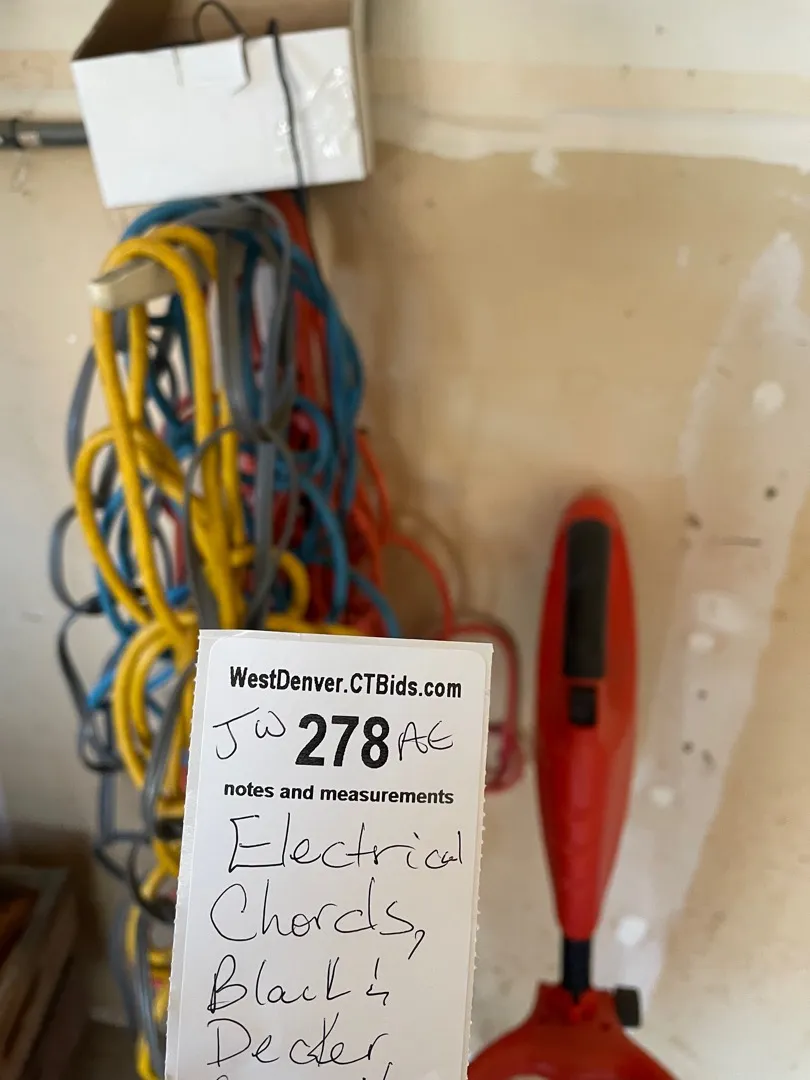 WestDenver.CTBids.com
JW 278 AE
notes and measurements
Electrical
Chords,
Black &
Decker